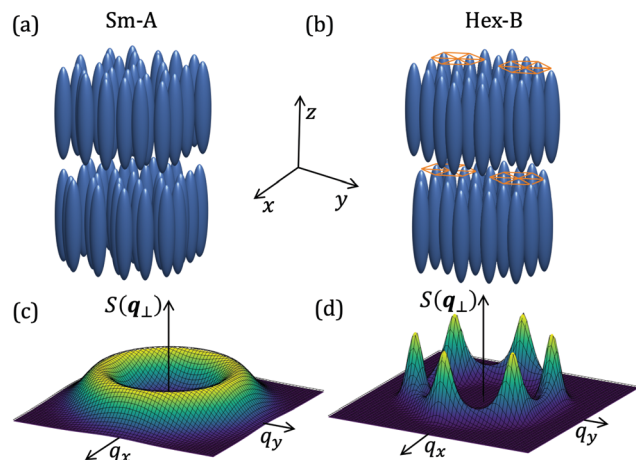 (a) Sm-A
(b) Hex-B
z
x
y
(c) S(𝒒⊥)
(d) S(𝒒⊥)
qx
qy
qx
qy